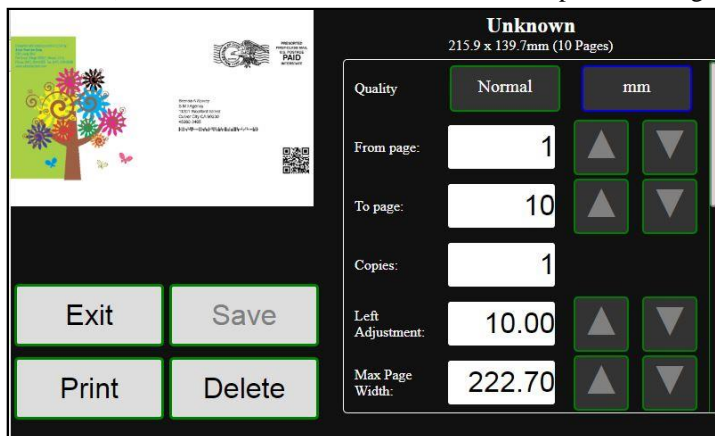 Unknown
215.9 x 139.7mm (10 Pages)
PAID
Quality
Normal
mm
From page:
1
To page:
10
Copies:
1
Left
Adjustment:
10.00
Max Page
Width:
222.70
Exit
Save
Print
Delete